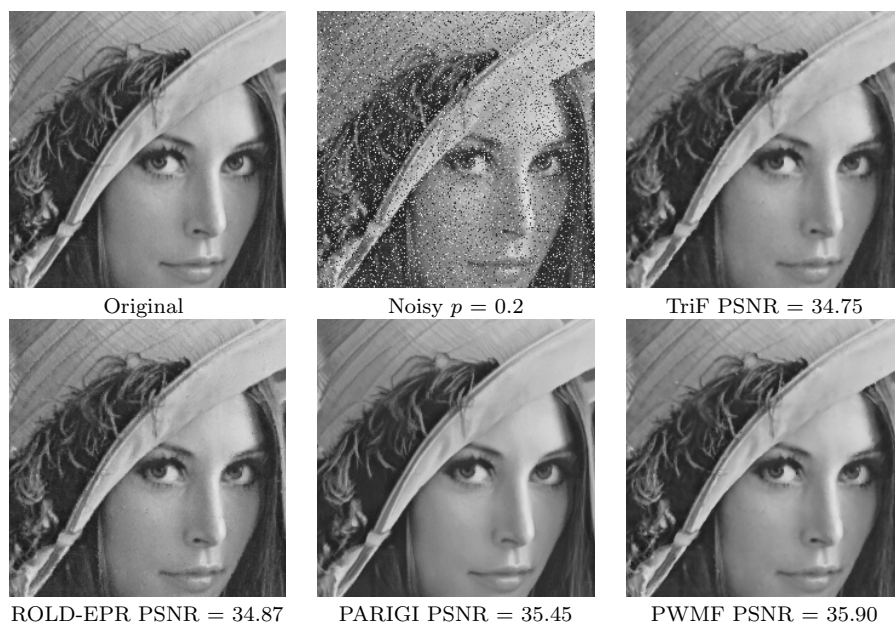 Original
Noisy p = 0.2
TriF PSNR = 34.75
ROLD-EPR PSNR = 34.87
PARIGI PSNR = 35.45
PWMF PSNR = 35.90